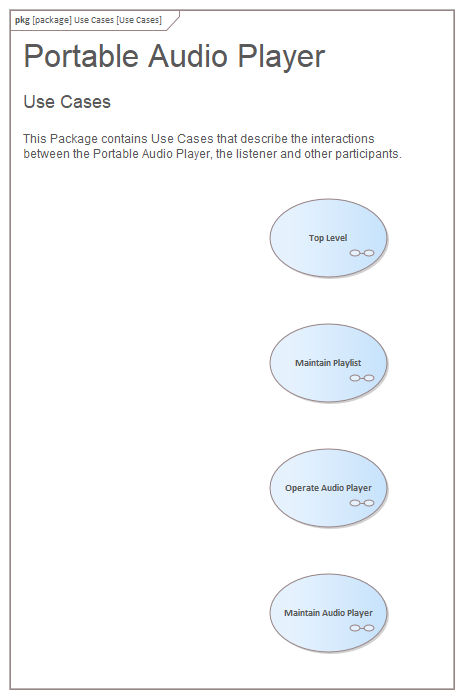 pkg [package] Use Cases [Use Cases]
Portable Audio Player
Use Cases
This Package contains Use Cases that describe the interactions
between the Portable Audio Player, the listener and other participants.
Top Level
Maintain Playlist
Operate Audio Player
Maintain Audio Player